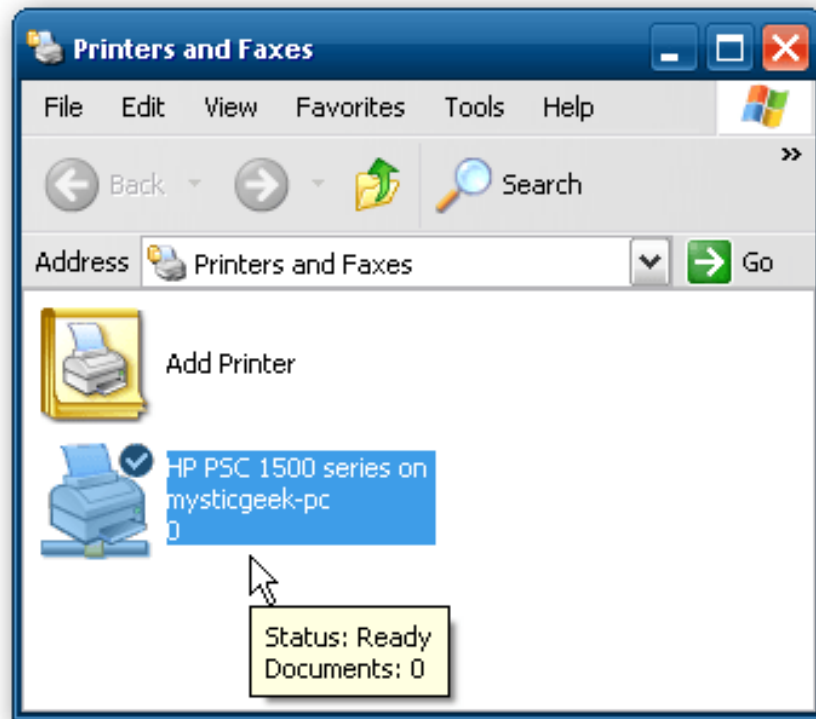 Printers and Faxes
File Edit View Favorites Tools Help
Back Search »
Address Printers and Faxes Go
Add Printer
HP PSC 1500 series on
mysticgeek-pc
0
Status: Ready
Documents: 0